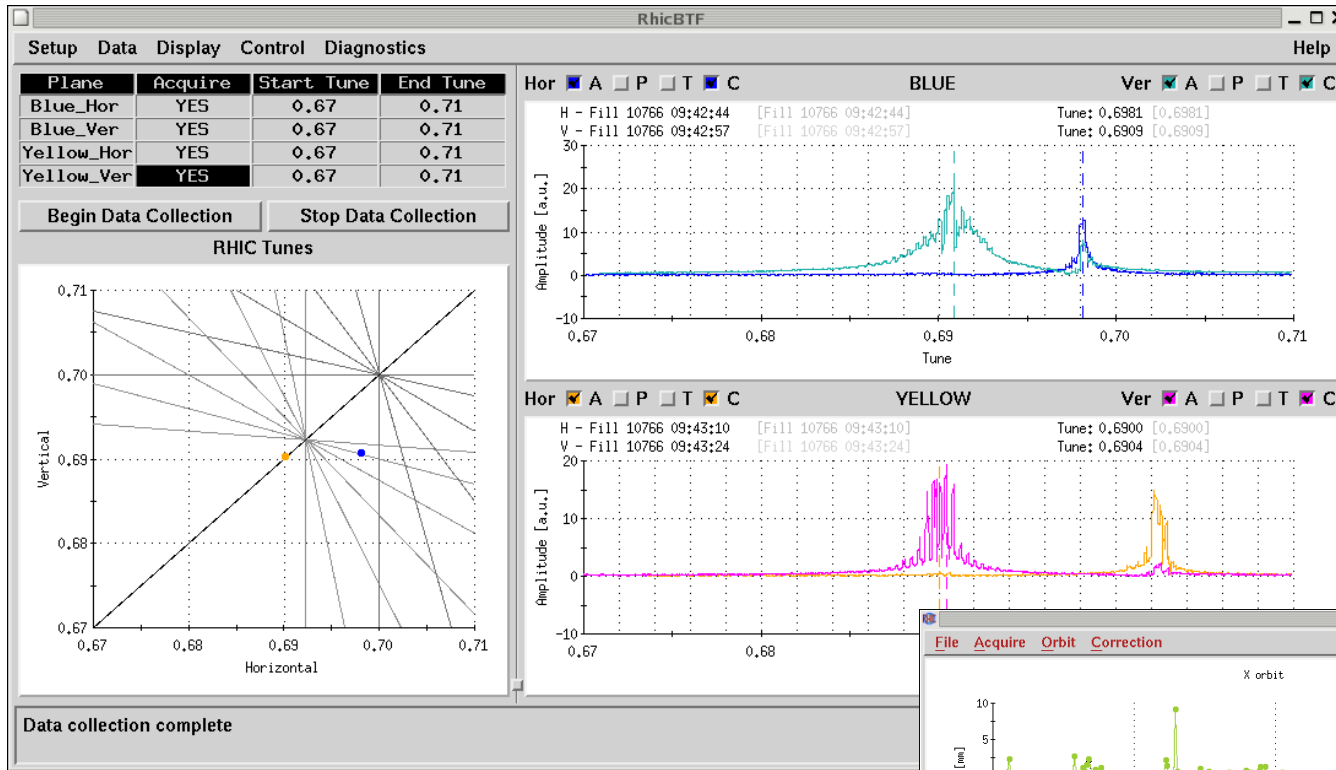 RhicBTF
Setup Data Display Control Diagnostics Help
Plane Acquire Start Tune End Tune
Blue_Hor YES 0.67 0.71
Blue_Ver YES 0.67 0.71
Yellow_Hor YES 0.67 0.71
Yellow_Ver YES 0.67 0.71
Begin Data Collection Stop Data Collection
RHIC Tunes
0.71
0.70
0.69
0.68
0.67
Vertical
0.67 0.68 0.69 0.70 0.71
Horizontal
Data collection complete
Hor A P T C BLUE Ver A P T C
H - Fill 10766 09:42:44 [Fill 10766 09:42:44] Tune: 0.6981 [0.6981]
V - Fill 10766 09:42:57 [Fill 10766 09:42:57] Tune: 0.6909 [0.6909]
30
20
10
0
-10
Amplitude [a.u.]
0.67 0.68 0.69 0.70 0.71
Tune
Hor A P T C YELLOW Ver A P T C
H - Fill 10766 09:43:10 [Fill 10766 09:43:10] Tune: 0.6900 [0.6900]
V - Fill 10766 09:43:24 [Fill 10766 09:43:24] Tune: 0.6904 [0.6904]
20
10
0
-10
Amplitude [a.u.]
0.67 0.68
File Acquire Orbit Correction
X orbit
10
5
[mm]